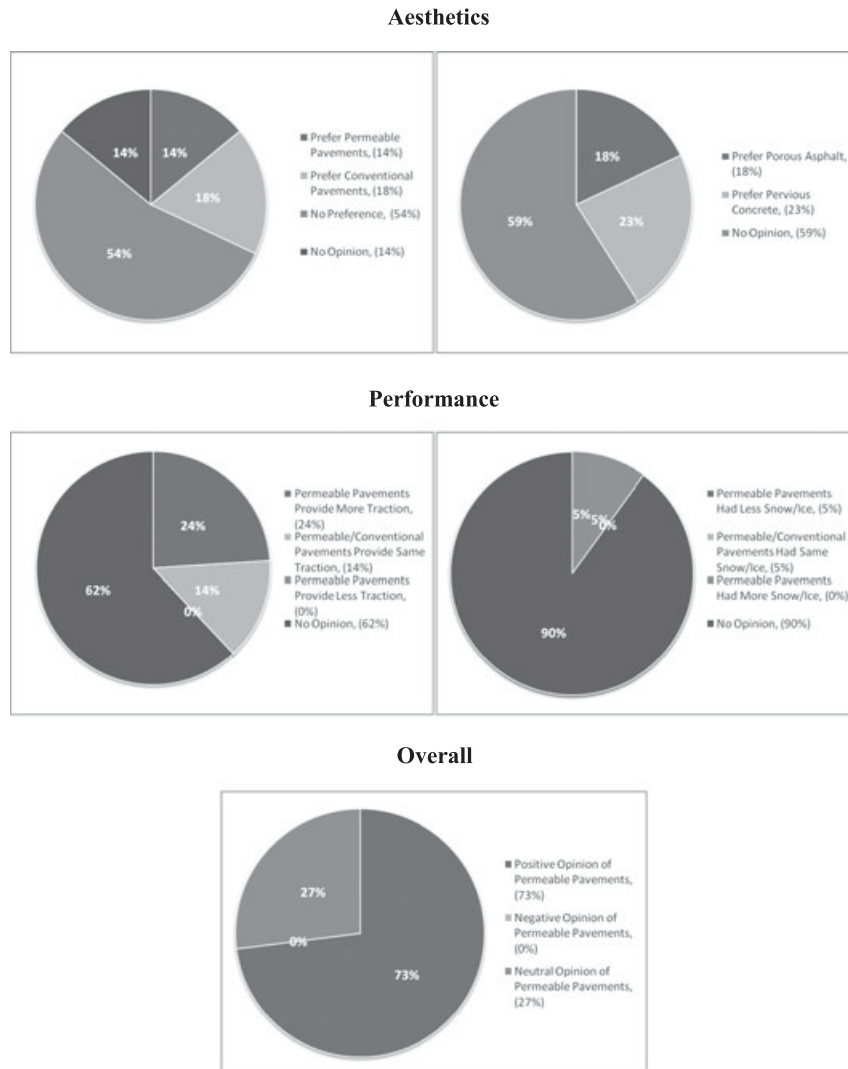 Aesthetics
14%
14%
18%
54%
Prefer Permeable
Pavements, (14%)
Prefer Conventional
Pavements, (18%)
No Preference, (54%)
No Opinion, (14%)
18%
23%
59%
Prefer Porous Asphalt,
(18%)
Prefer Pervious
Concrete, (23%)
No Opinion, (59%)
Performance
24%
14%
0%
62%
Permeable Pavements
Provide More Traction,
(24%)
Permeable/Conventional
Pavements Provide Same
Traction, (14%)
Permeable Pavements
Provide Less Traction,
(0%)
No Opinion, (62%)
5%
5%
0%
90%
Permeable Pavements
Had Less Snow/Ice, (5%)
Permeable/Conventional
Pavements Had Same
Snow/Ice, (5%)
Permeable Pavements
Had More Snow/Ice, (0%)
No Opinion, (90%)
Overall
27%
0%
73%
Positive Opinion of
Permeable Pavements,
(73%)
Negative Opinion of
Permeable Pavements,
(0%)
Neutral Opinion of
Permeable Pavements,
(27%)